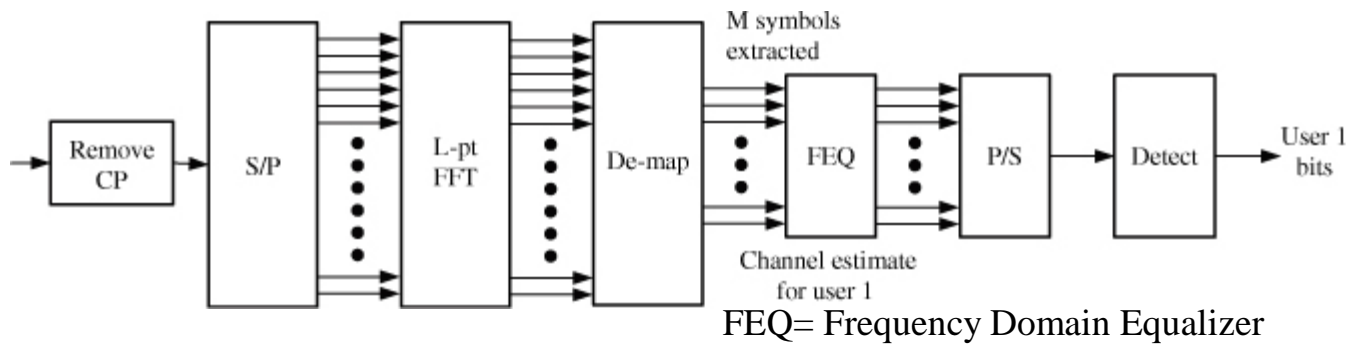 M symbols
extracted
Remove
CP
S/P
L-pt
FFT
De-map
FEQ
P/S
Detect
User 1
bits
Channel estimate
for user 1
FEQ= Frequency Domain Equalizer